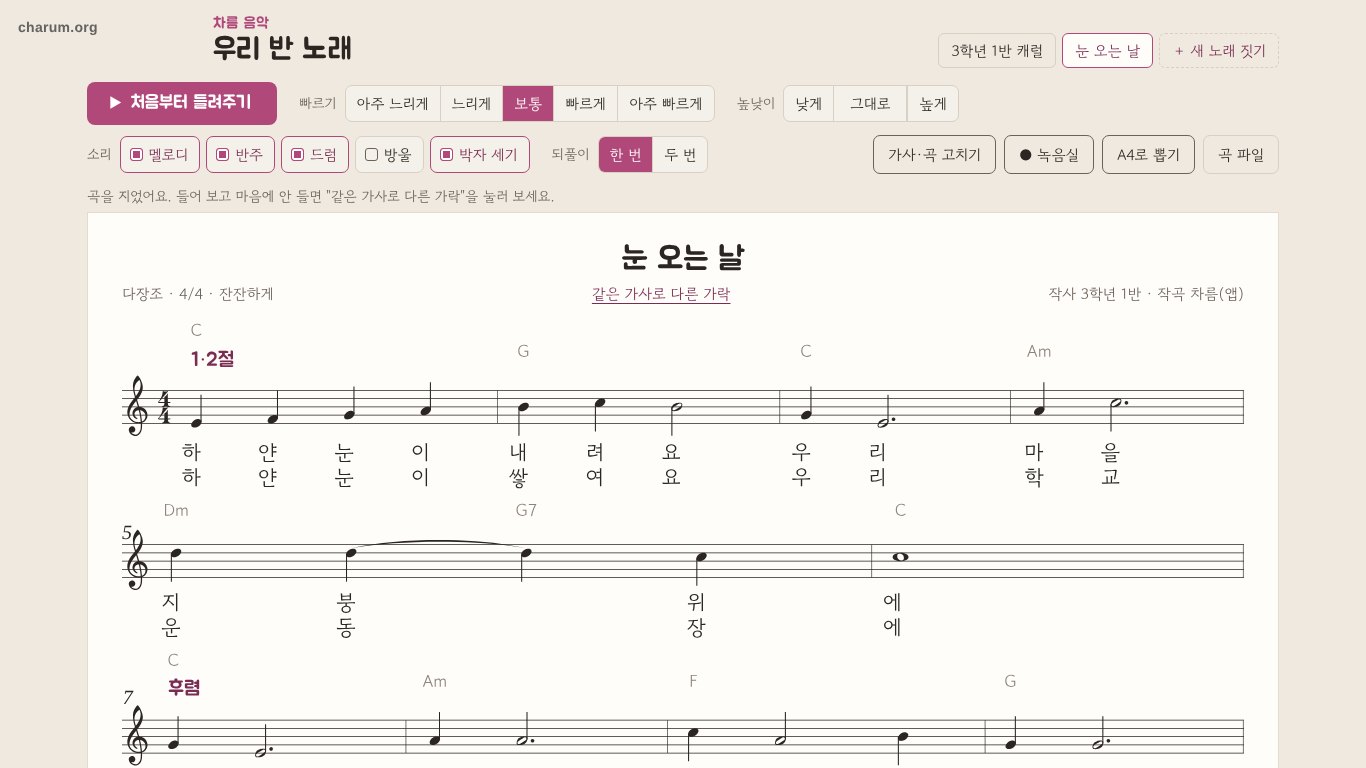 charum.org
차름 음악
우리 반 노래
3학년 1반 캐럴 눈 오는 날 + 새 노래 짓기
▶ 처음부터 들려주기 빠르기 아주 느리게 느리게 보통 빠르게 아주 빠르게 높낮이 낮게 그대로 높게
소리 멜로디 반주 드럼 방울 박자 세기 되풀이 한 번 두 번 가사·곡 고치기 ● 녹음실 A4로 뽑기 곡 파일
곡을 지었어요. 들어 보고 마음에 안 들면 "같은 가사로 다른 가락"을 눌러 보세요.
눈 오는 날
다장조 · 4/4 · 잔잔하게 같은 가사로 다른 가락 작사 3학년 1반 · 작곡 차름(앱)
C G C Am
1·2절
4
4
하 얀 눈 이 내 려 요 우 리 마 을
하 얀 눈 이 쌓 여 요 우 리 학 교
Dm G7 C
5
지 붕 위 에
운 동 장 에
C Am F G
후렴
7